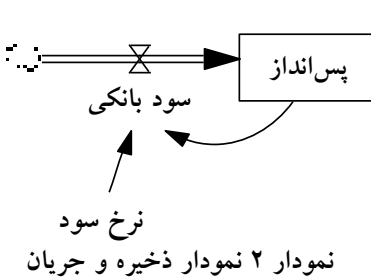 پس‌انداز
سود بانکی
نرخ سود
نمودار ۲ نمودار ذخیره و جریان